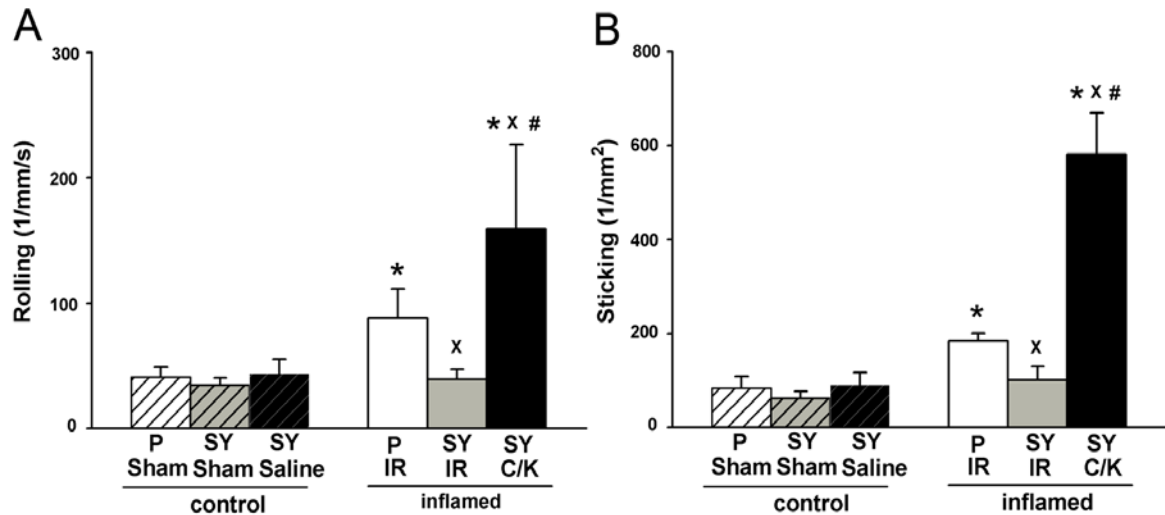 A
Rolling (1/mm/s)
300
200
100
0
* X #
*
X
P SY SY P SY SY
Sham Sham Saline IR IR C/K
control inflamed
B
Sticking (1/mm²)
800
600
400
200
0
* X #
*
X
P SY SY P SY SY
Sham Sham Saline IR IR C/K
control inflamed